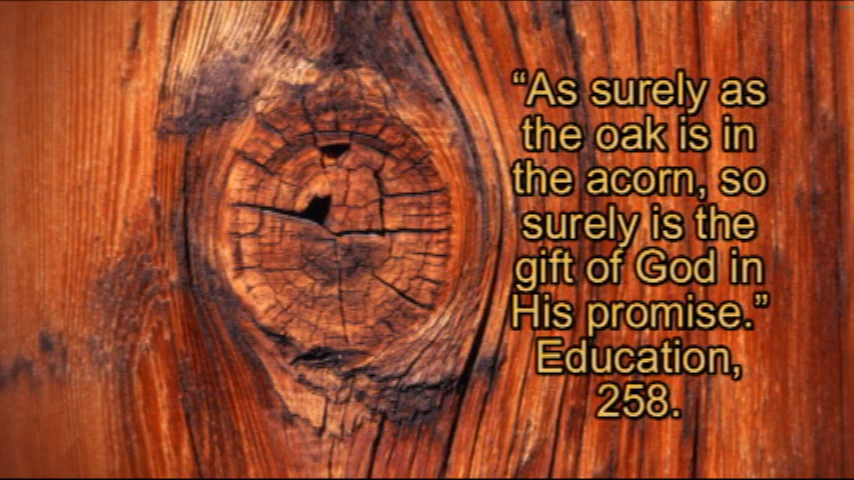 “As surely as
the oak is in
the acorn, so
surely is the
gift of God in
His promise.”
Education,
258.